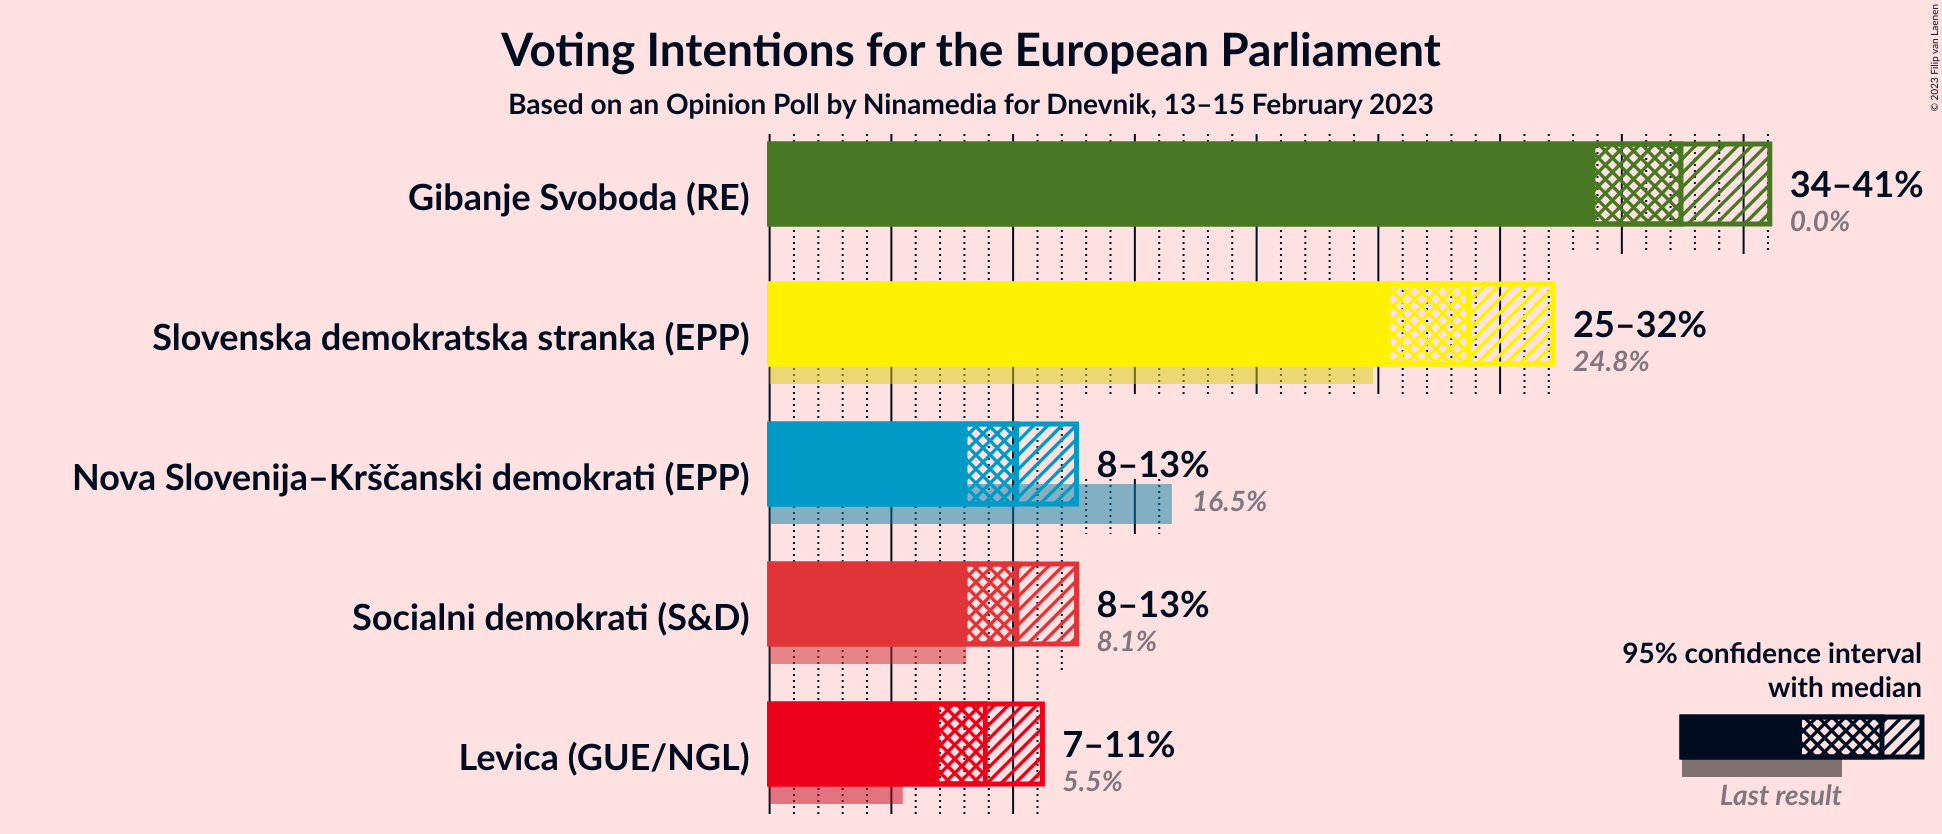 Voting Intentions for the European Parliament
Based on an Opinion Poll by Ninamedia for Dnevnik, 13–15 February 2023
© 2023 Filip van Laenen
Gibanje Svoboda (RE)
34–41%
0.0%
Slovenska demokratska stranka (EPP)
25–32%
24.8%
Nova Slovenija–Krščanski demokrati (EPP)
8–13%
16.5%
Socialni demokrati (S&D)
8–13%
8.1%
Levica (GUE/NGL)
7–11%
5.5%
95% confidence interval
with median
Last result